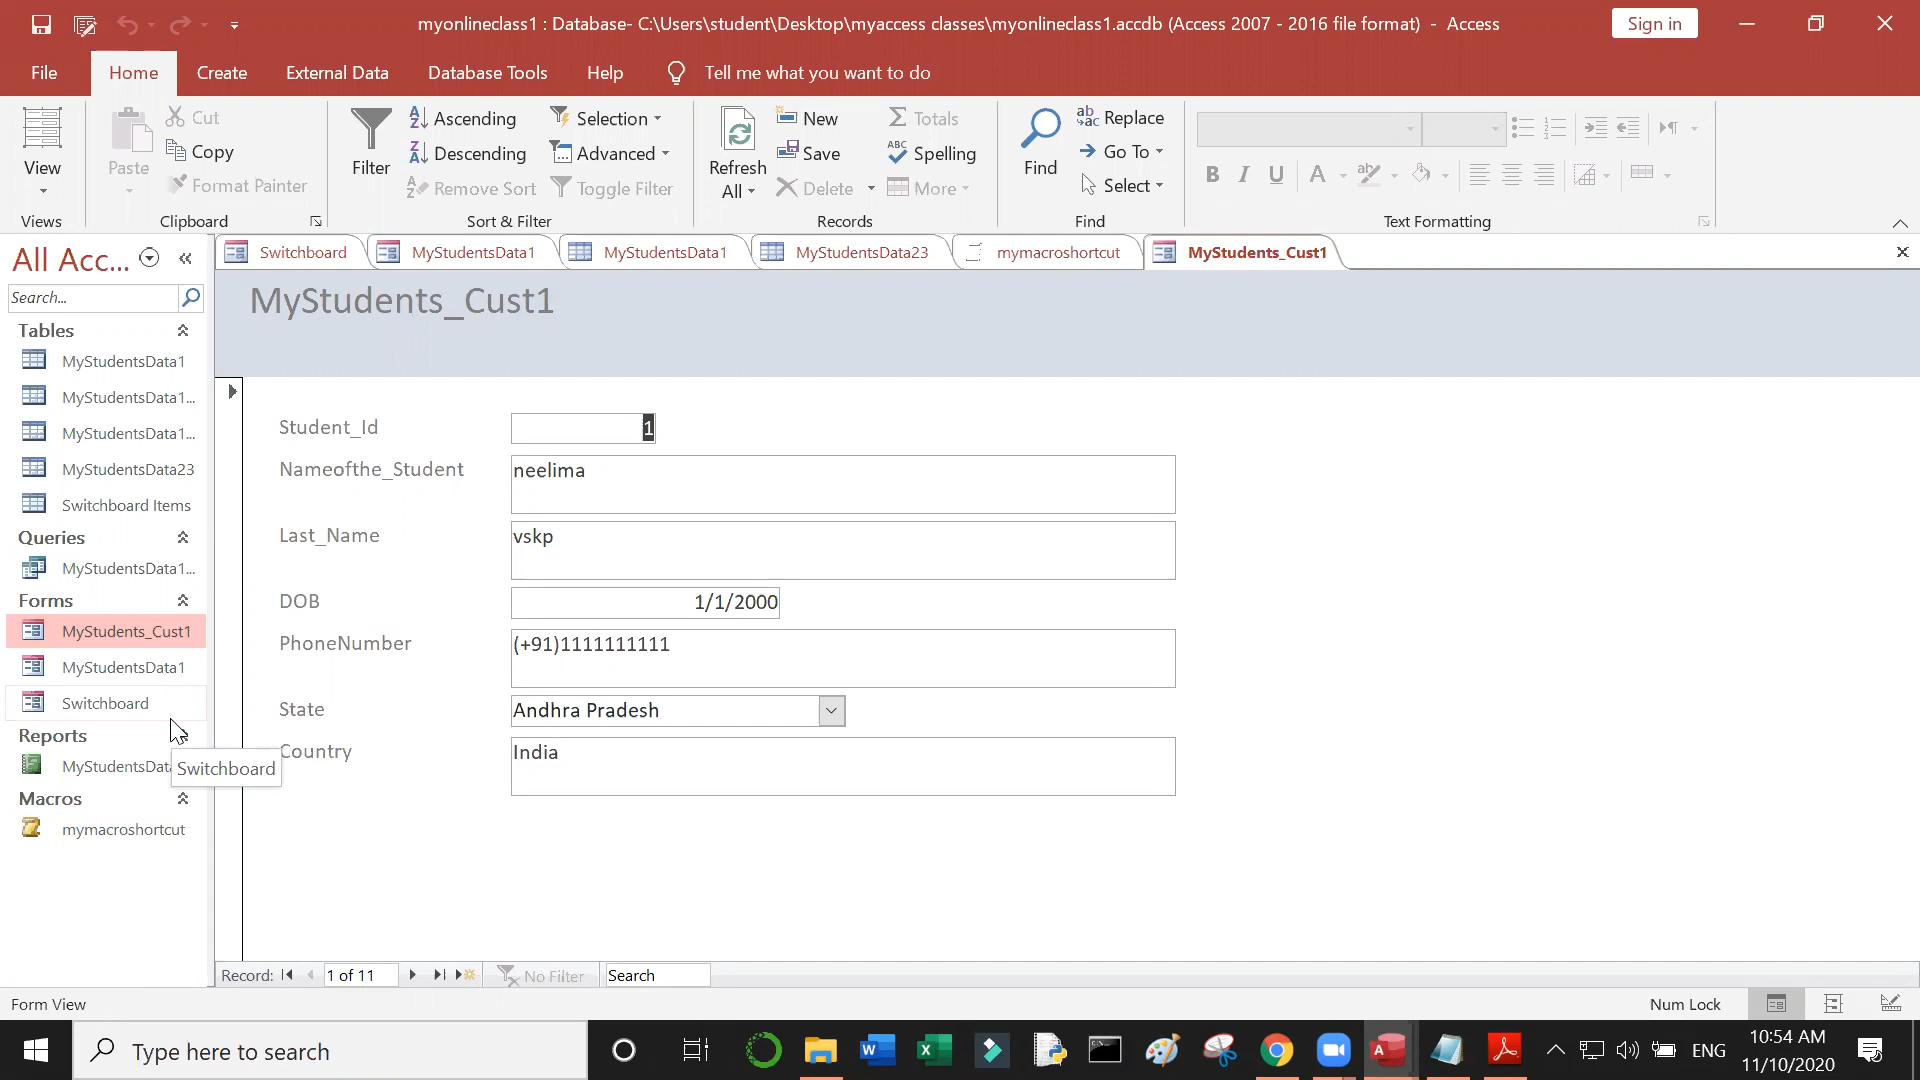 myonlineclass1 : Database- C:\Users\student\Desktop\myaccess classes\myonlineclass1.accdb (Access 2007 - 2016 file format) - Access
Sign in
File
Home
Create
External Data
Database Tools
Help
Tell me what you want to do
View
Views
Paste
Cut
Copy
Format Painter
Clipboard
Filter
Ascending
Descending
Remove Sort
Selection
Advanced
Toggle Filter
Sort & Filter
Refresh
All
New
Save
Delete
Totals
Spelling
More
Records
Find
Replace
Go To
Select
Find
B I U A
Text Formatting
All Acc...
Search...
Tables
MyStudentsData1
MyStudentsData1...
MyStudentsData1...
MyStudentsData23
Switchboard Items
Queries
MyStudentsData1...
Forms
MyStudents_Cust1
MyStudentsData1
Switchboard
Reports
MyStudentsData
Switchboard
Macros
mymacroshortcut
Switchboard
MyStudentsData1
MyStudentsData1
MyStudentsData23
mymacroshortcut
MyStudents_Cust1
MyStudents_Cust1
Student_Id 1
Nameofthe_Student neelima
Last_Name vskp
DOB 1/1/2000
PhoneNumber (+91)1111111111
State Andhra Pradesh
Country India
Record: 1 of 11 No Filter Search
Form View
Num Lock
Type here to search
ENG
10:54 AM
11/10/2020